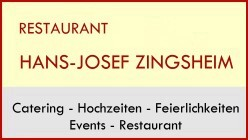 RESTAURANT
HANS-JOSEF ZINGSHEIM
Catering - Hochzeiten - Feierlichkeiten
Events - Restaurant